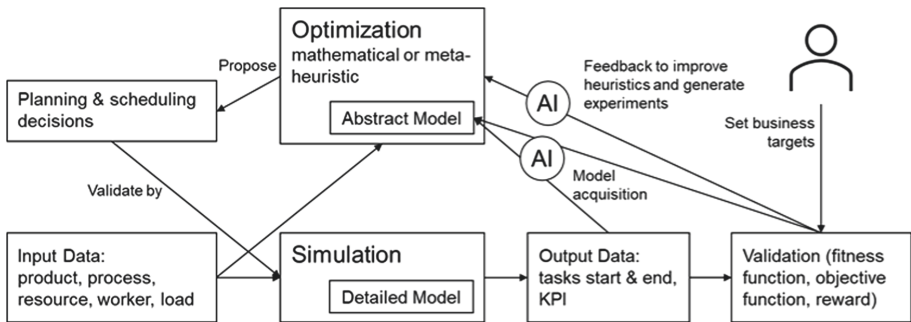 Optimization
mathematical or meta-
heuristic
Abstract Model
Propose
Planning & scheduling
decisions
Validate by
AI
AI
Feedback to improve
heuristics and generate
experiments
Set business
targets
Model
acquisition
Input Data:
product, process,
resource, worker, load
Simulation
Detailed Model
Output Data:
tasks start & end,
KPI
Validation (fitness
function, objective
function, reward)